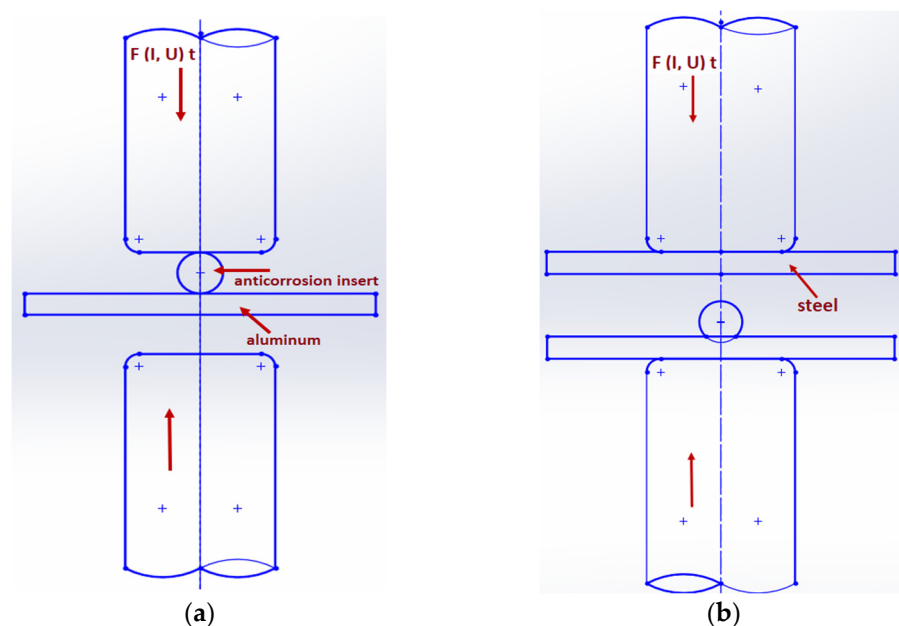 F (I, U) t
anticorrosion insert
aluminum
(a)
F (I, U) t
steel
(b)